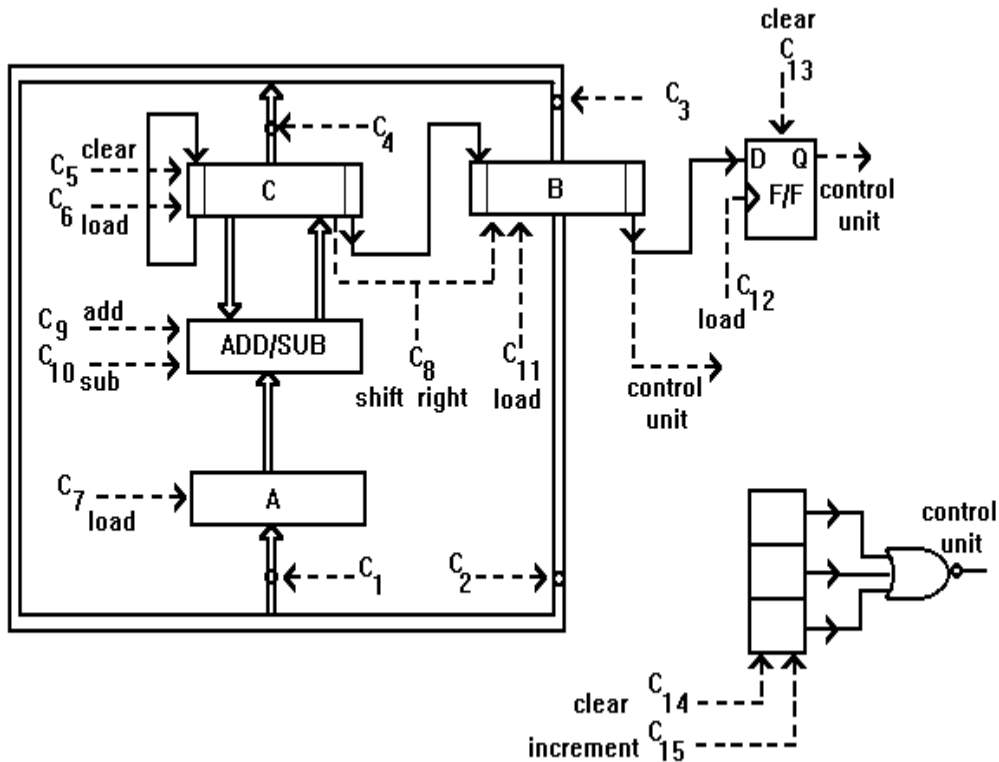 clear
C13
C3
C4
clear
C5
C6
load
C
B
D Q
F/F
control
unit
C12
load
C9 add
C10 sub
ADD/SUB
C8
shift right
C11
load
control
unit
C7
load
A
C1
C2
control
unit
clear C14
increment C15